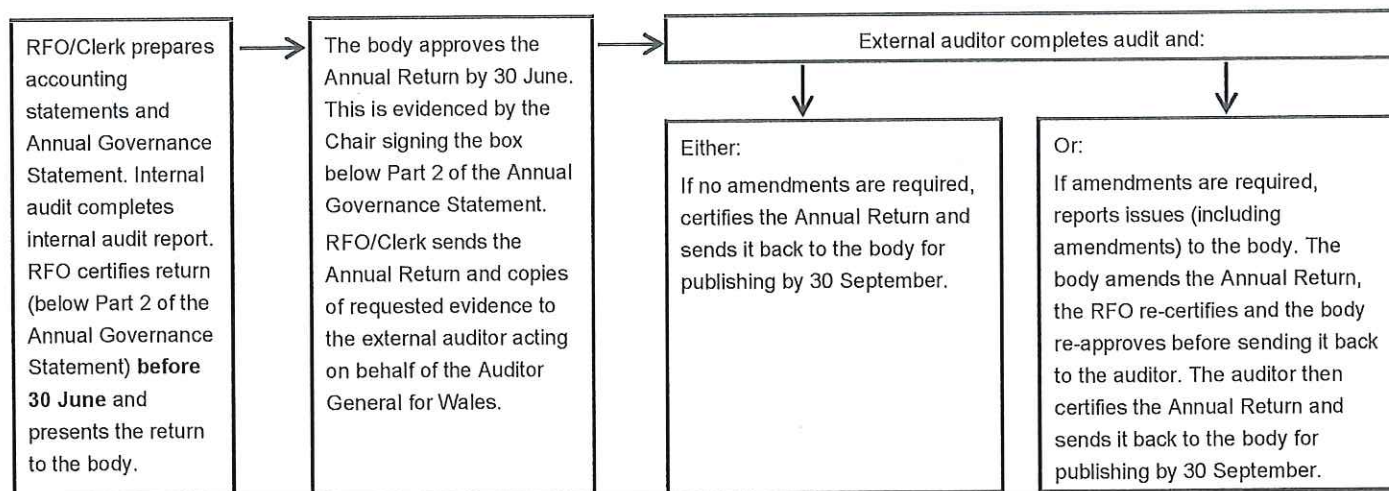 RFO/Clerk prepares
accounting
statements and
Annual Governance
Statement. Internal
audit completes
internal audit report.
RFO certifies return
(below Part 2 of the
Annual Governance
Statement) before
30 June and
presents the return
to the body.
The body approves the
Annual Return by 30 June.
This is evidenced by the
Chair signing the box
below Part 2 of the Annual
Governance Statement.
RFO/Clerk sends the
Annual Return and copies
of requested evidence to
the external auditor acting
on behalf of the Auditor
General for Wales.
External auditor completes audit and:
Either:
If no amendments are required,
certifies the Annual Return and
sends it back to the body for
publishing by 30 September.
Or:
If amendments are required,
reports issues (including
amendments) to the body. The
body amends the Annual Return,
the RFO re-certifies and the body
re-approves before sending it back
to the auditor. The auditor then
certifies the Annual Return and
sends it back to the body for
publishing by 30 September.